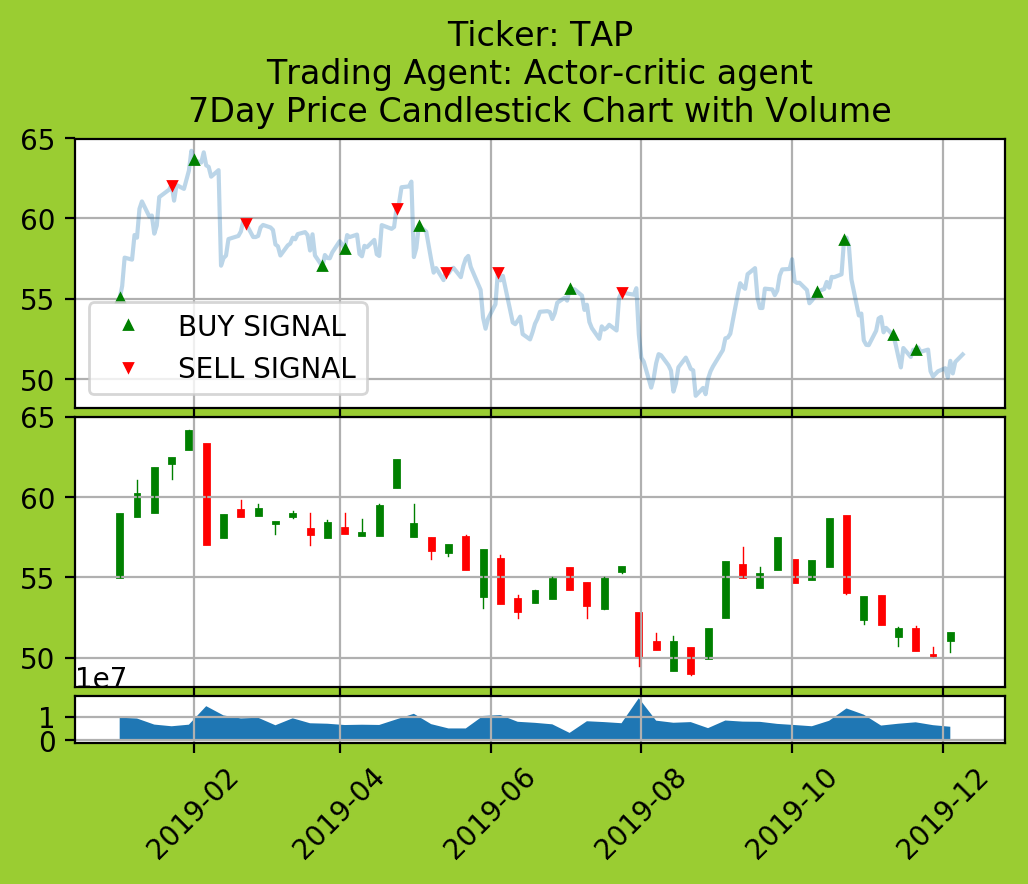 Ticker: TAP
Trading Agent: Actor-critic agent
7Day Price Candlestick Chart with Volume
65
60
55
50
BUY SIGNAL
SELL SIGNAL
65
60
55
50
1e7
1
0
2019-02
2019-04
2019-06
2019-08
2019-10
2019-12